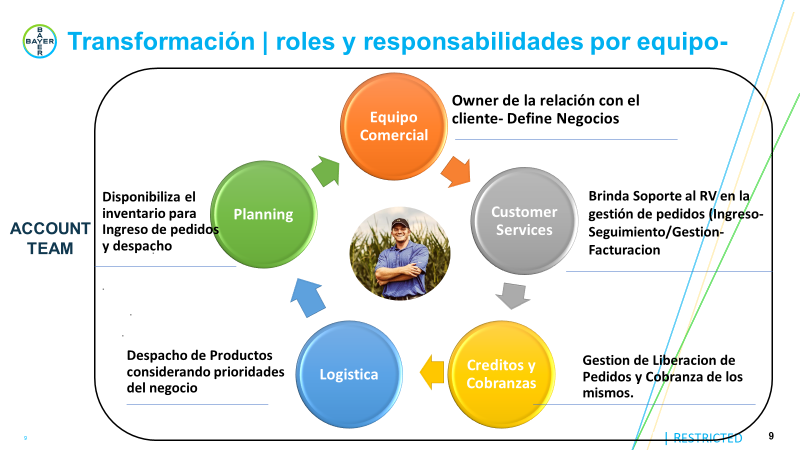 BAYER
BAYER
Transformación | roles y responsabilidades por equipo-
Equipo
Comercial
Owner de la relación con el
cliente- Define Negocios
Planning
Disponibiliza el
inventario para
Ingreso de pedidos
y despacho
Customer
Services
Brinda Soporte al RV en la
gestión de pedidos (Ingreso-
Seguimiento/Gestion-
Facturacion
ACCOUNT
TEAM
Despacho de Productos
considerando prioridades
del negocio
Logistica
Creditos y
Cobranzas
Gestion de Liberacion de
Pedidos y Cobranza de los
mismos.
9
| RESTRICTED
9